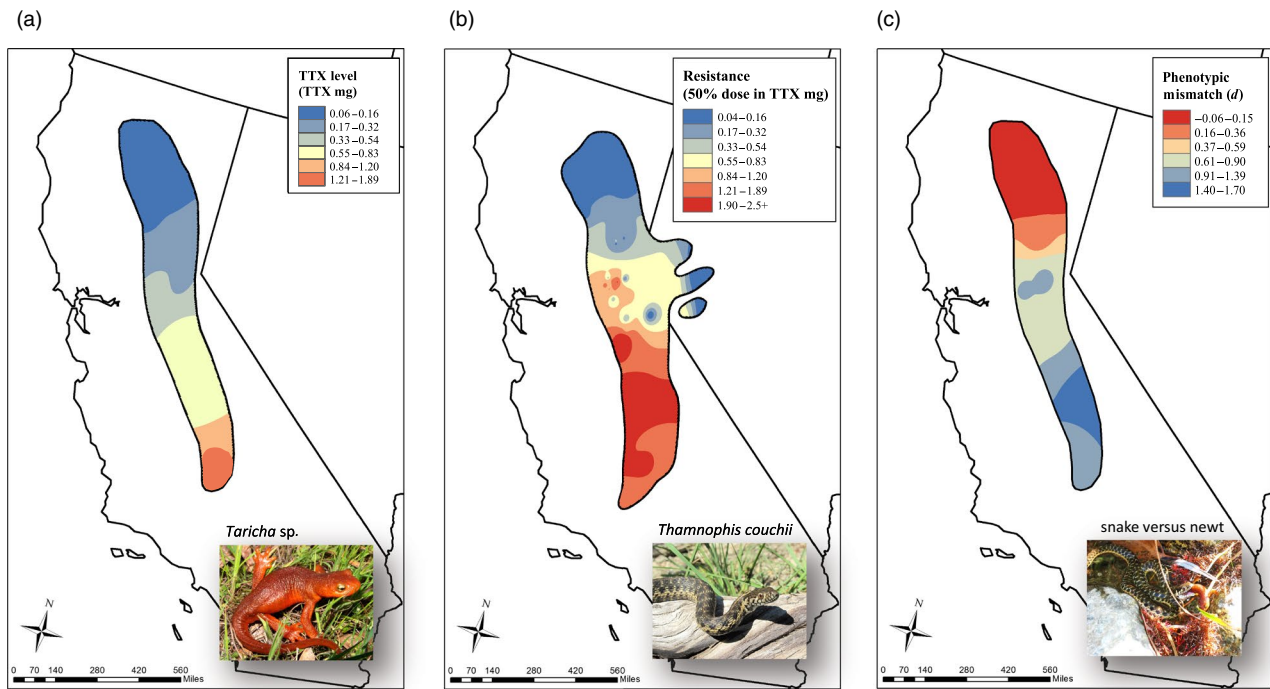 (a)
TTX level
(TTX mg)
0.06–0.16
0.17–0.32
0.33–0.54
0.55–0.83
0.84–1.20
1.21–1.89
Taricha sp.
N
0 70 140 280 420 560
Miles
(b)
Resistance
(50% dose in TTX mg)
0.04–0.16
0.17–0.32
0.33–0.54
0.55–0.83
0.84–1.20
1.21–1.89
1.90–2.5+
Thamnophis couchii
N
0 70 140 280 420 560
Miles
(c)
Phenotypic
mismatch (d)
−0.06–0.15
0.16–0.36
0.37–0.59
0.61–0.90
0.91–1.39
1.40–1.70
snake versus newt
N
0 70 140 280 420 560
Miles